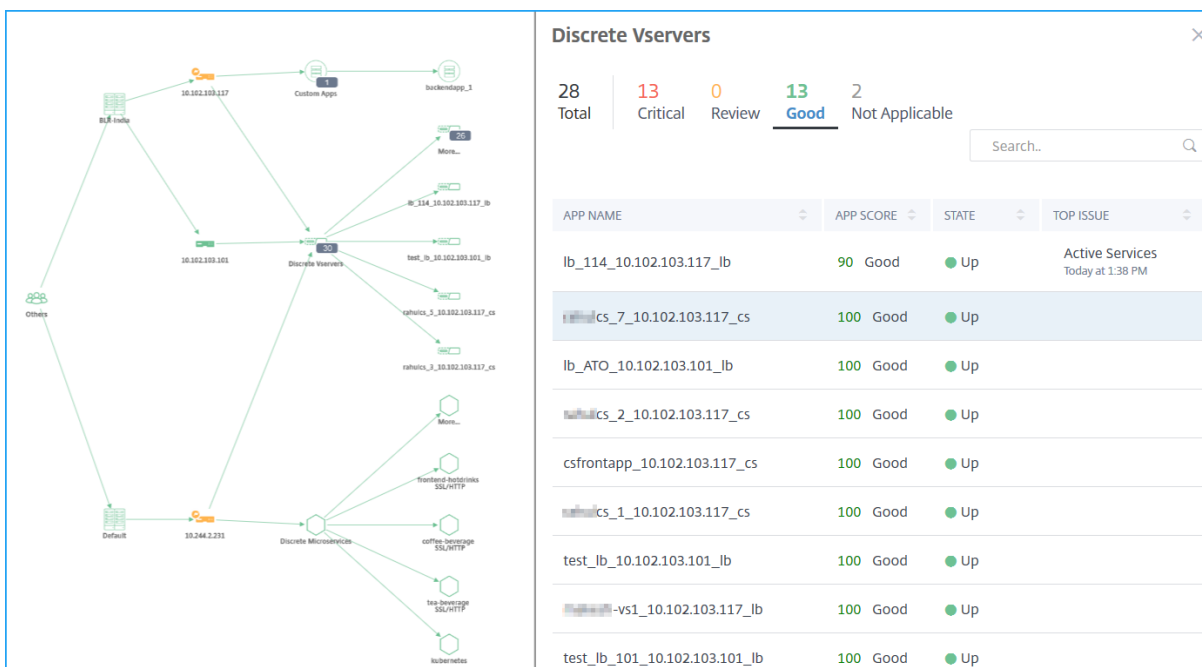 10.102.103.117
1
Custom Apps
backendapp_1
BLR-India
26
More...
lb_114_10.102.103.117_lb
10.102.103.101
30
Discrete Vservers
test_lb_10.102.103.101_lb
Others
rahulcs_5_10.102.103.117_cs
rahulcs_3_10.102.103.117_cs
More...
frontend-hotdrinks
SSL/HTTP
Default
10.244.2.231
Discrete Microservices
coffee-beverage
SSL/HTTP
tea-beverage
SSL/HTTP
kubernetes
Discrete Vservers
28 13 0 13 2
Total Critical Review Good Not Applicable
Search..
APP NAME APP SCORE STATE TOP ISSUE
lb_114_10.102.103.117_lb 90 Good Up Active Services
Today at 1:38 PM
cs_7_10.102.103.117_cs 100 Good Up
lb_ATO_10.102.103.101_lb 100 Good Up
cs_2_10.102.103.117_cs 100 Good Up
csfrontapp_10.102.103.117_cs 100 Good Up
cs_1_10.102.103.117_cs 100 Good Up
test_lb_10.102.103.101_lb 100 Good Up
-vs1_10.102.103.117_lb 100 Good Up
test_lb_101_10.102.103.101_lb 100 Good Up